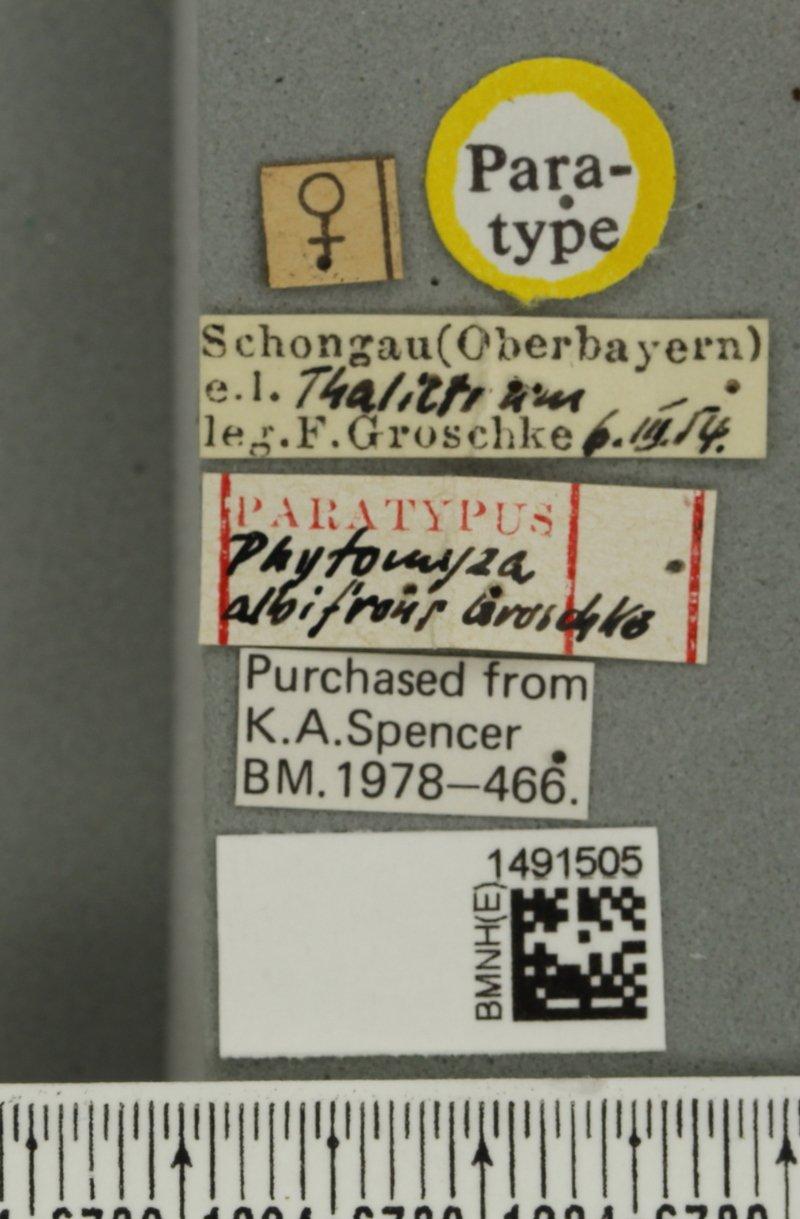 ♀
Para-
type
Schongau(Oberbayern)
e.l. Thalictrum
leg.F.Groschke 6.III.54.
PARATYPUS
Phytomyza
albifrons Groschke
Purchased from
K.A.Spencer
BM.1978–466.
1491505
BMNH(E)